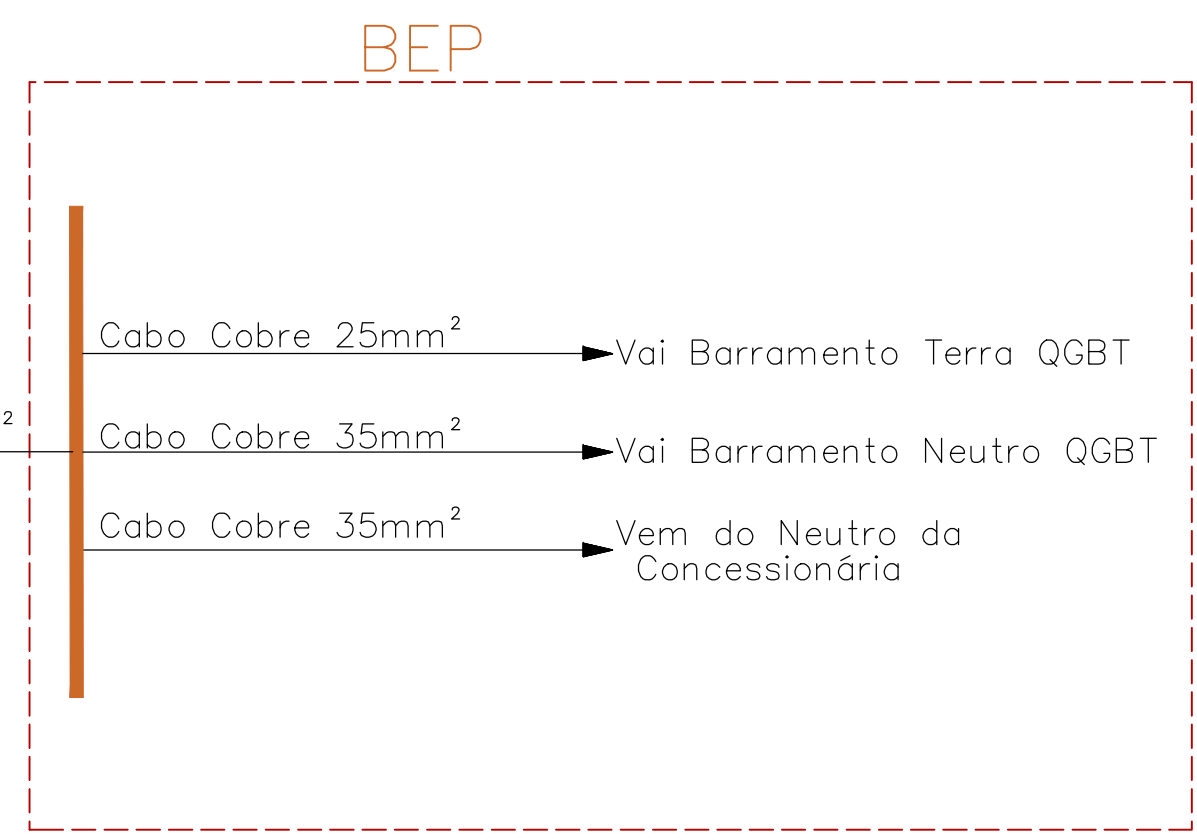 BEP
Cabo Cobre 25mm²
Vai Barramento Terra QGBT
²
Cabo Cobre 35mm²
Vai Barramento Neutro QGBT
Cabo Cobre 35mm²
Vem do Neutro da
Concessionária